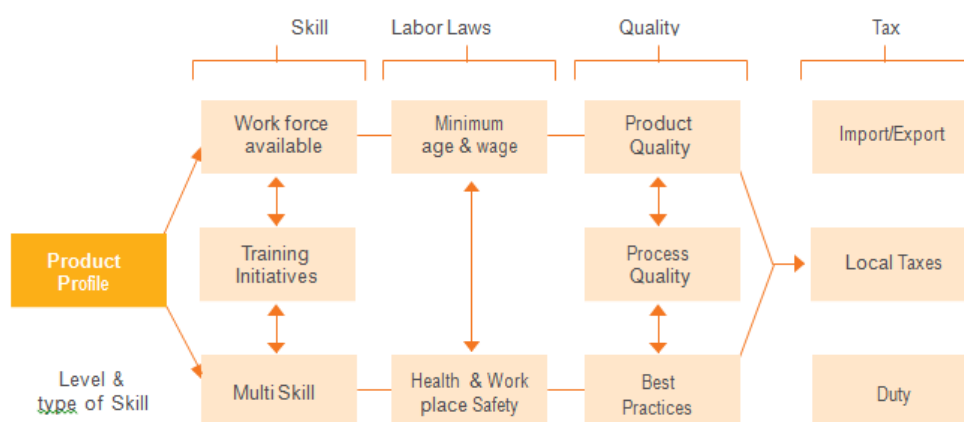 Skill
Labor Laws
Quality
Tax
Work force
available
Minimum
age & wage
Product
Quality
Import/Export
Product
Profile
Training
Initiatives
Process
Quality
Local Taxes
Level &
type of Skill
Multi Skill
Health & Work
place Safety
Best
Practices
Duty